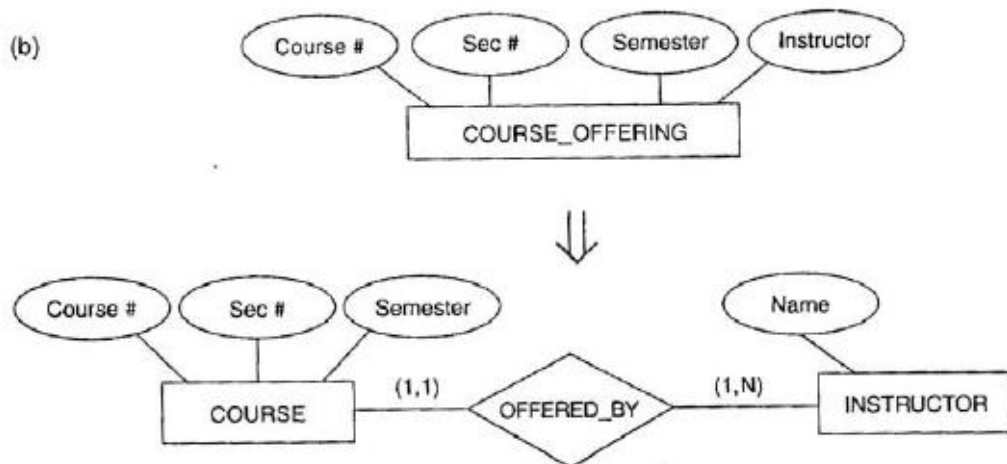 (b)
Course # Sec # Semester Instructor
COURSE_OFFERING
Course # Sec # Semester Name
COURSE (1,1) OFFERED_BY (1,N) INSTRUCTOR